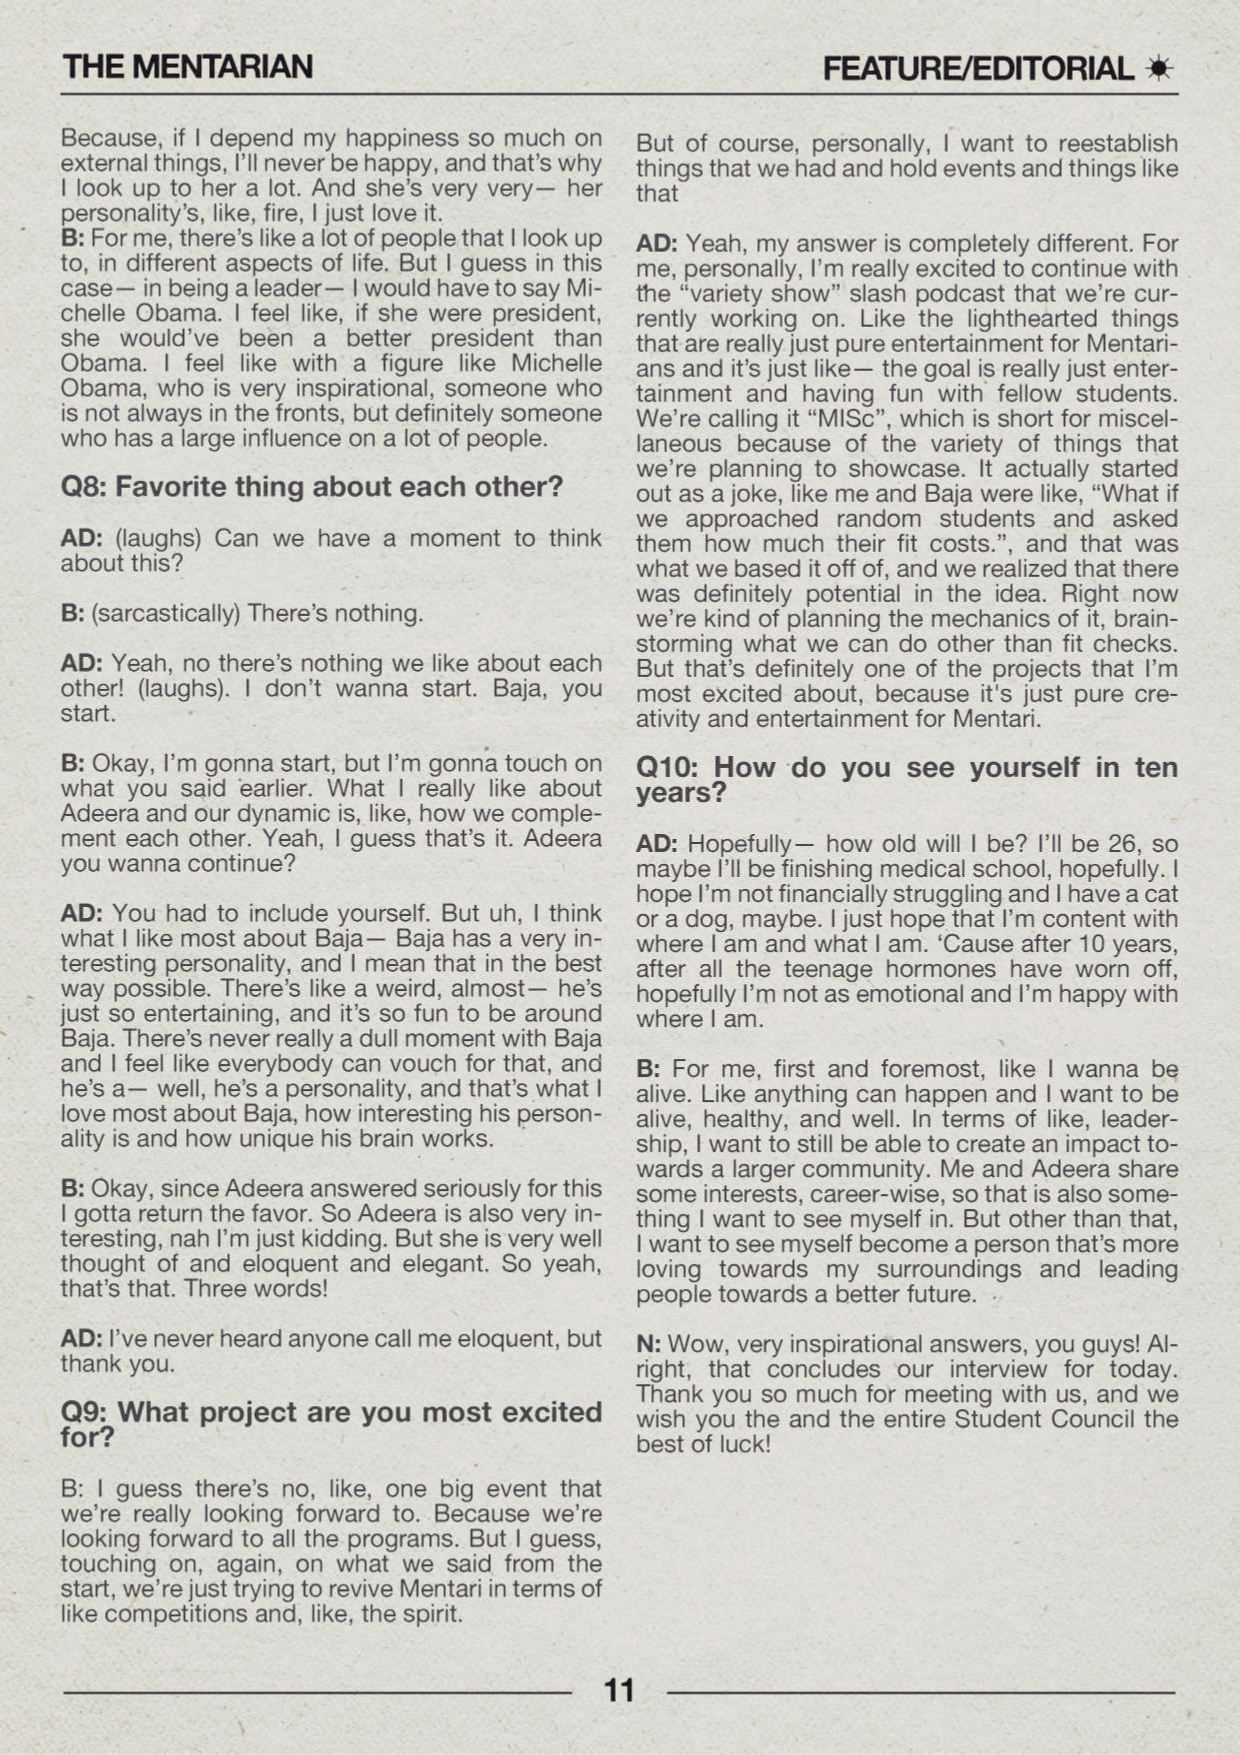 THE MENTARIAN
FEATURE/EDITORIAL
Because, if I depend my happiness so much on
external things, I'll never be happy, and that's why
I look up to her a lot. And she's very very— her
personality's, like, fire, I just love it.
B: For me, there's like a lot of people that I look up
to, in different aspects of life. But I guess in this
case— in being a leader— I would have to say Mi-
chelle Obama. I feel like, if she were president,
she would've been a better president than
Obama. I feel like with a figure like Michelle
Obama, who is very inspirational, someone who
is not always in the fronts, but definitely someone
who has a large influence on a lot of people.
Q8: Favorite thing about each other?
AD: (laughs) Can we have a moment to think
about this?
B: (sarcastically) There's nothing.
AD: Yeah, no there's nothing we like about each
other! (laughs). I don't wanna start. Baja, you
start.
B: Okay, I'm gonna start, but I'm gonna touch on
what you said earlier. What I really like about
Adeera and our dynamic is, like, how we comple-
ment each other. Yeah, I guess that's it. Adeera
you wanna continue?
AD: You had to include yourself. But uh, I think
what I like most about Baja— Baja has a very in-
teresting personality, and I mean that in the best
way possible. There's like a weird, almost— he's
just so entertaining, and it's so fun to be around
Baja. There's never really a dull moment with Baja
and I feel like everybody can vouch for that, and
he's a— well, he's a personality, and that's what I
love most about Baja, how interesting his person-
ality is and how unique his brain works.
B: Okay, since Adeera answered seriously for this
I gotta return the favor. So Adeera is also very in-
teresting, nah I'm just kidding. But she is very well
thought of and eloquent and elegant. So yeah,
that's that. Three words!
AD: I've never heard anyone call me eloquent, but
thank you.
Q9: What project are you most excited
for?
B: I guess there's no, like, one big event that
we're really looking forward to. Because we're
looking forward to all the programs. But I guess,
touching on, again, on what we said from the
start, we're just trying to revive Mentari in terms of
like competitions and, like, the spirit.
But of course, personally, I want to reestablish
things that we had and hold events and things like
that
AD: Yeah, my answer is completely different. For
me, personally, I'm really excited to continue with
the “variety show” slash podcast that we're cur-
rently working on. Like the lighthearted things
that are really just pure entertainment for Mentari-
ans and it's just like— the goal is really just enter-
tainment and having fun with fellow students.
We're calling it “MISc”, which is short for miscel-
laneous because of the variety of things that
we're planning to showcase. It actually started
out as a joke, like me and Baja were like, “What if
we approached random students and asked
them how much their fit costs.”, and that was
what we based it off of, and we realized that there
was definitely potential in the idea. Right now
we're kind of planning the mechanics of it, brain-
storming what we can do other than fit checks.
But that's definitely one of the projects that I'm
most excited about, because it's just pure cre-
ativity and entertainment for Mentari.
Q10: How do you see yourself in ten
years?
AD: Hopefully— how old will I be? I'll be 26, so
maybe I'll be finishing medical school, hopefully. I
hope I'm not financially struggling and I have a cat
or a dog, maybe. I just hope that I'm content with
where I am and what I am. ‘Cause after 10 years,
after all the teenage hormones have worn off,
hopefully I'm not as emotional and I'm happy with
where I am.
B: For me, first and foremost, like I wanna be
alive. Like anything can happen and I want to be
alive, healthy, and well. In terms of like, leader-
ship, I want to still be able to create an impact to-
wards a larger community. Me and Adeera share
some interests, career-wise, so that is also some-
thing I want to see myself in. But other than that,
I want to see myself become a person that's more
loving towards my surroundings and leading
people towards a better future.
N: Wow, very inspirational answers, you guys! Al-
right, that concludes our interview for today.
Thank you so much for meeting with us, and we
wish you the and the entire Student Council the
best of luck!
11